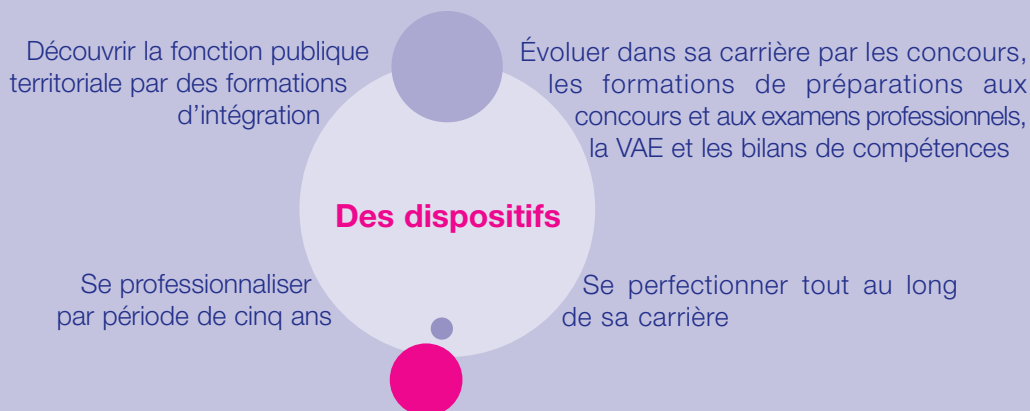 Découvrir la fonction publique
territoriale par des formations
d'intégration
Évoluer dans sa carrière par les concours,
les formations de préparations aux
concours et aux examens professionnels,
la VAE et les bilans de compétences
Des dispositifs
Se professionnaliser
par période de cinq ans
Se perfectionner tout au long
de sa carrière